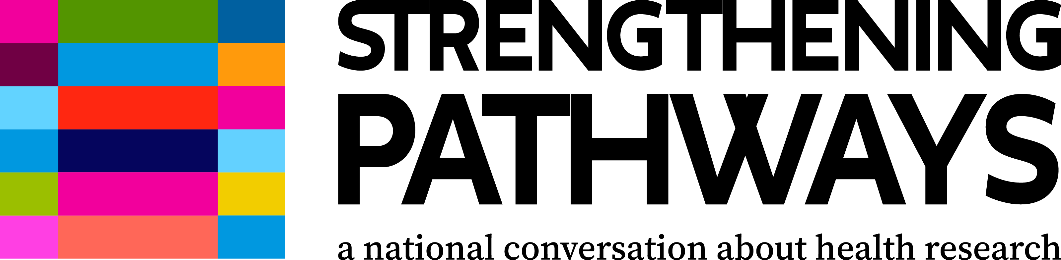 STRENGTHENING
PATHWAYS
a national conversation about health research